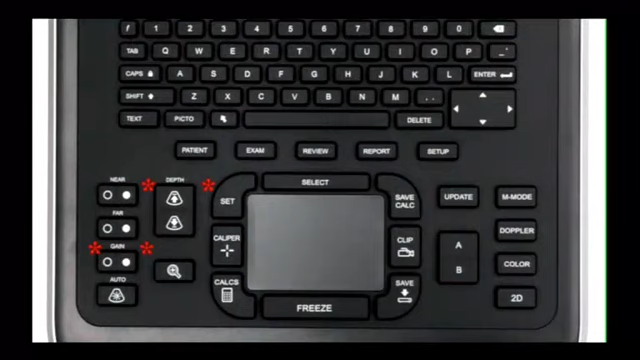 f 1 2 3 4 5 6 7 8 9 0
TAB Q W E R T Y U I O P
CAPS A S D F G H J K L ENTER
SHIFT Z X C V B N M . .
TEXT PICTO DELETE
PATIENT EXAM REVIEW REPORT SETUP
NEAR DEPTH SELECT
SET SAVE CALC UPDATE M-MODE
FAR
DOPPLER
GAIN CALIPER CLIP A
COLOR
B
AUTO CALCS SAVE 2D
FREEZE